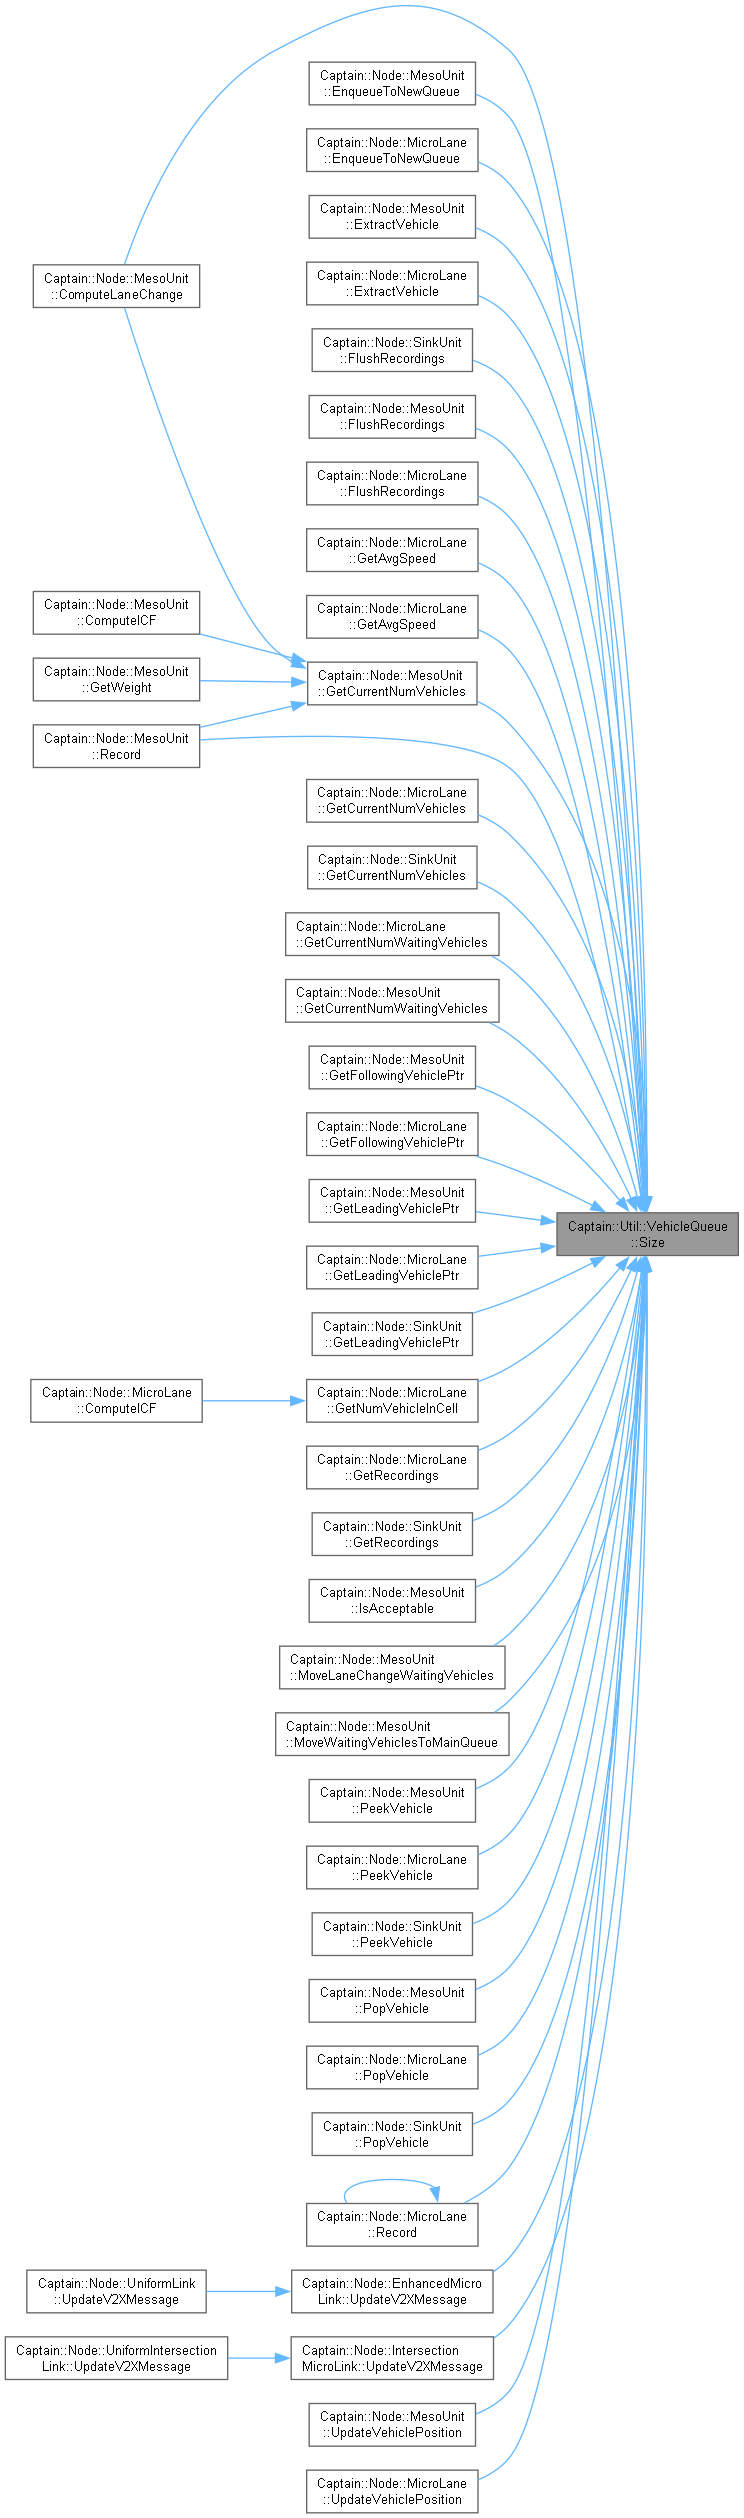 Captain::Node::MesoUnit
::EnqueueToNewQueue
Captain::Node::MicroLane
::EnqueueToNewQueue
Captain::Node::MesoUnit
::ExtractVehicle
Captain::Node::MesoUnit
::ComputeLaneChange
Captain::Node::MicroLane
::ExtractVehicle
Captain::Node::SinkUnit
::FlushRecordings
Captain::Node::MesoUnit
::FlushRecordings
Captain::Node::MicroLane
::FlushRecordings
Captain::Node::MicroLane
::GetAvgSpeed
Captain::Node::MesoUnit
::ComputeICF
Captain::Node::MicroLane
::GetAvgSpeed
Captain::Node::MesoUnit
::GetWeight
Captain::Node::MesoUnit
::GetCurrentNumVehicles
Captain::Node::MesoUnit
::Record
Captain::Node::MicroLane
::GetCurrentNumVehicles
Captain::Node::SinkUnit
::GetCurrentNumVehicles
Captain::Node::MicroLane
::GetCurrentNumWaitingVehicles
Captain::Node::MesoUnit
::GetCurrentNumWaitingVehicles
Captain::Node::MesoUnit
::GetFollowingVehiclePtr
Captain::Node::MicroLane
::GetFollowingVehiclePtr
Captain::Node::MesoUnit
::GetLeadingVehiclePtr
Captain::Util::VehicleQueue
::Size
Captain::Node::MicroLane
::GetLeadingVehiclePtr
Captain::Node::SinkUnit
::GetLeadingVehiclePtr
Captain::Node::MicroLane
::ComputeICF
Captain::Node::MicroLane
::GetNumVehicleInCell
Captain::Node::MicroLane
::GetRecordings
Captain::Node::SinkUnit
::GetRecordings
Captain::Node::MesoUnit
::IsAcceptable
Captain::Node::MesoUnit
::MoveLaneChangeWaitingVehicles
Captain::Node::MesoUnit
::MoveWaitingVehiclesToMainQueue
Captain::Node::MesoUnit
::PeekVehicle
Captain::Node::MicroLane
::PeekVehicle
Captain::Node::SinkUnit
::PeekVehicle
Captain::Node::MesoUnit
::PopVehicle
Captain::Node::MicroLane
::PopVehicle
Captain::Node::SinkUnit
::PopVehicle
Captain::Node::MicroLane
::Record
Captain::Node::UniformLink
::UpdateV2XMessage
Captain::Node::EnhancedMicro
Link::UpdateV2XMessage
Captain::Node::UniformIntersection
Link::UpdateV2XMessage
Captain::Node::Intersection
MicroLink::UpdateV2XMessage
Captain::Node::MesoUnit
::UpdateVehiclePosition
Captain::Node::MicroLane
::UpdateVehiclePosition